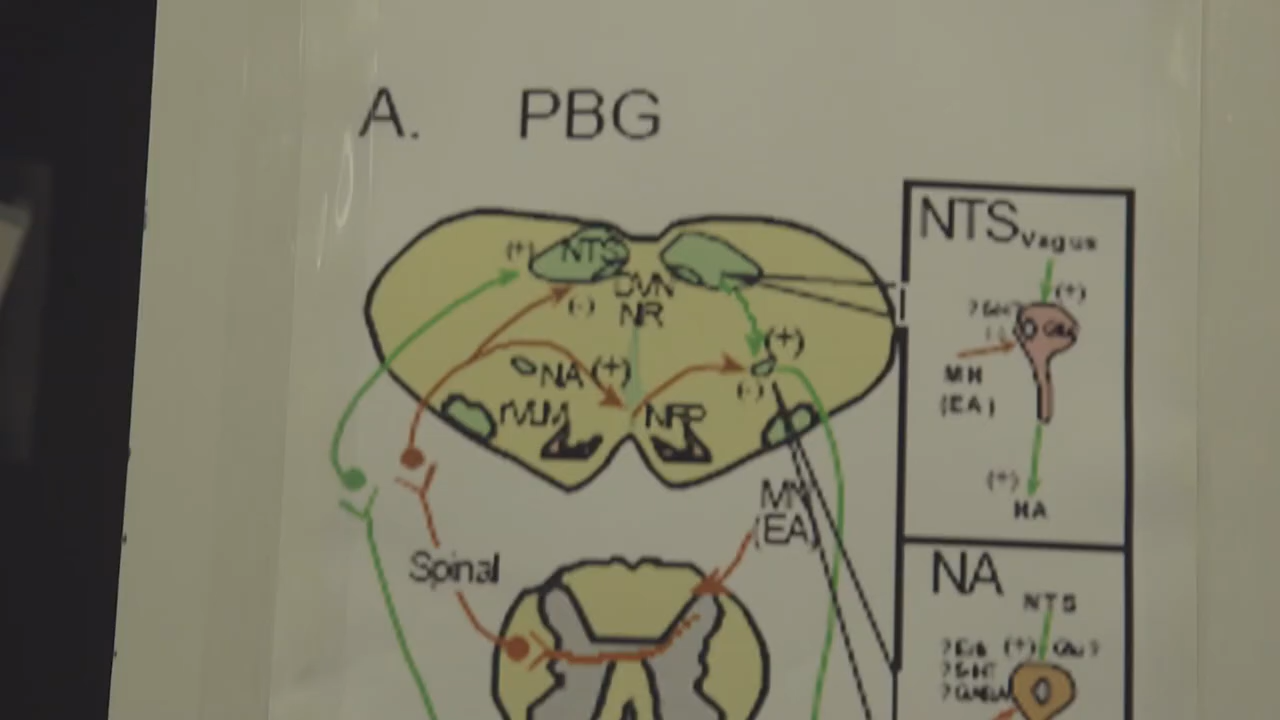 A. PBG
(+) NTS
DVN
(-) NR
NA (+)
(+)
(-)
rVLM NRP
MN
(EA)
Spinal
NTS Vagus
(+)
MN
(EA)
(+)
NA
NA
NTS
(+)